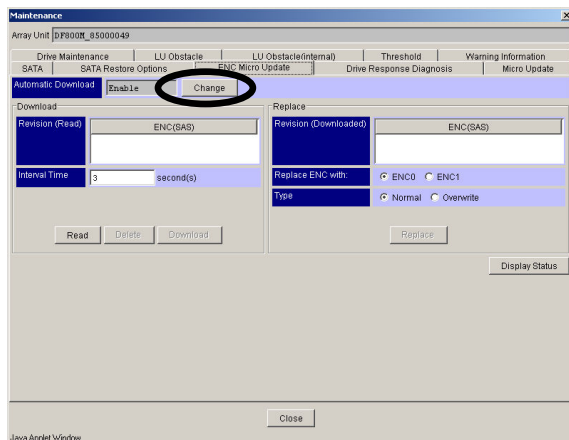 Maintenance
Array Unit DF800M_85000049
Drive Maintenance LU Obstacle LU Obstacle(internal) Threshold Warning Information
SATA SATA Restore Options ENC Micro Update Drive Response Diagnosis Micro Update
Automatic Download Enable Change
Download Replace
Revision (Read) ENC(SAS) Revision (Downloaded) ENC(SAS)
Interval Time 3 second(s) Replace ENC with: ENC0 ENC1
Type Normal Overwrite
Read Delete Download Replace
Display Status
Close
Java Applet Window